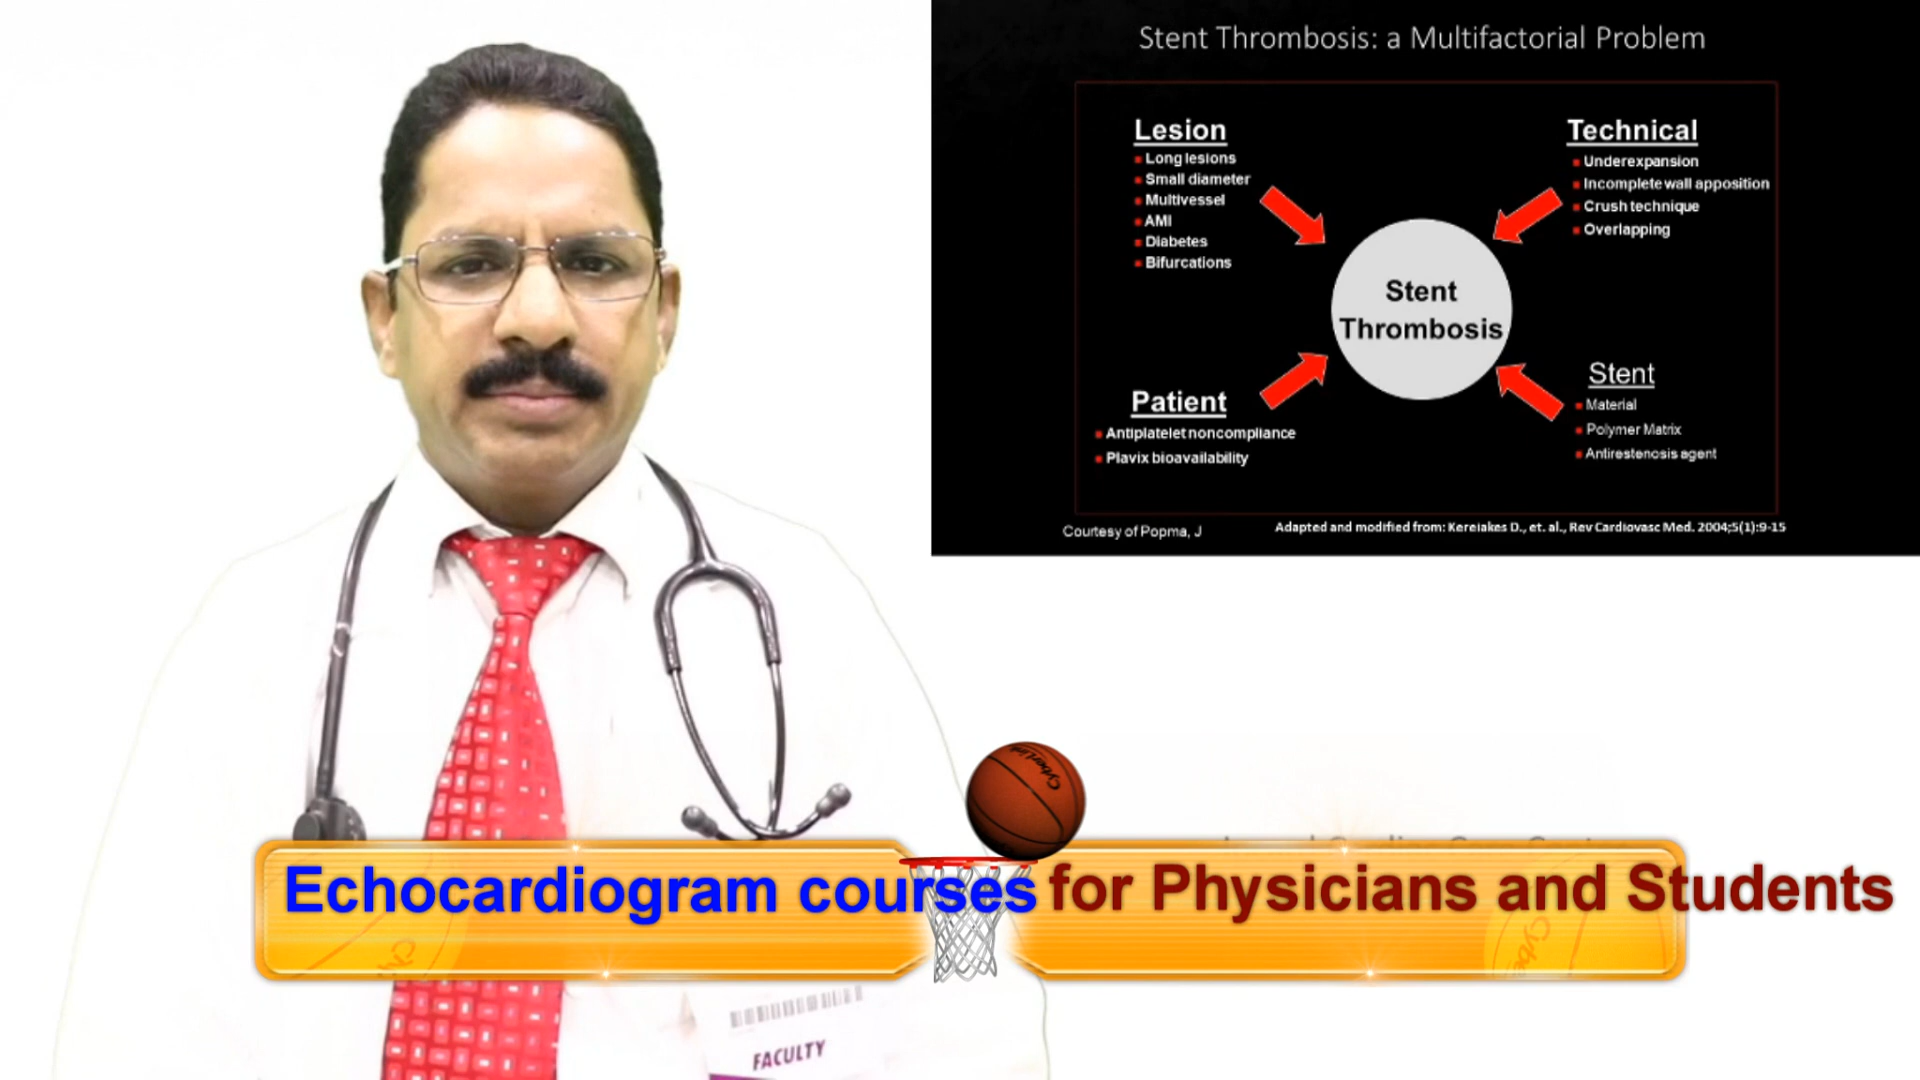 Stent Thrombosis: a Multifactorial Problem
Lesion
Long lesions
Small diameter
Multivessel
AMI
Diabetes
Bifurcations
Technical
Underexpansion
Incomplete wall apposition
Crush technique
Overlapping
Stent
Thrombosis
Patient
Antiplatelet noncompliance
Plavix bioavailability
Stent
Material
Polymer Matrix
Antirestenosis agent
Courtesy of Popma, J
Adapted and modified from: Kereiakes D., et. al., Rev Cardiovasc Med. 2004;5(1):9-15
CyberLink
Echocardiogram courses for Physicians and Students
FACULTY